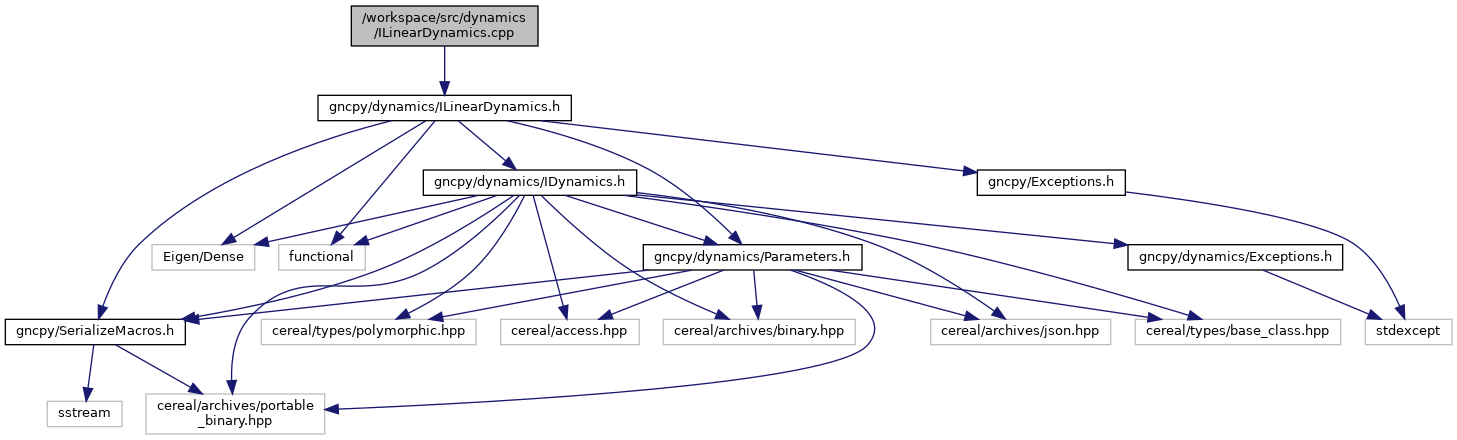 /workspace/src/dynamics
/ILinearDynamics.cpp
gncpy/dynamics/ILinearDynamics.h
gncpy/dynamics/IDynamics.h
gncpy/Exceptions.h
Eigen/Dense
functional
gncpy/dynamics/Parameters.h
gncpy/dynamics/Exceptions.h
gncpy/SerializeMacros.h
cereal/types/polymorphic.hpp
cereal/access.hpp
cereal/archives/binary.hpp
cereal/archives/json.hpp
cereal/types/base_class.hpp
stdexcept
sstream
cereal/archives/portable
_binary.hpp